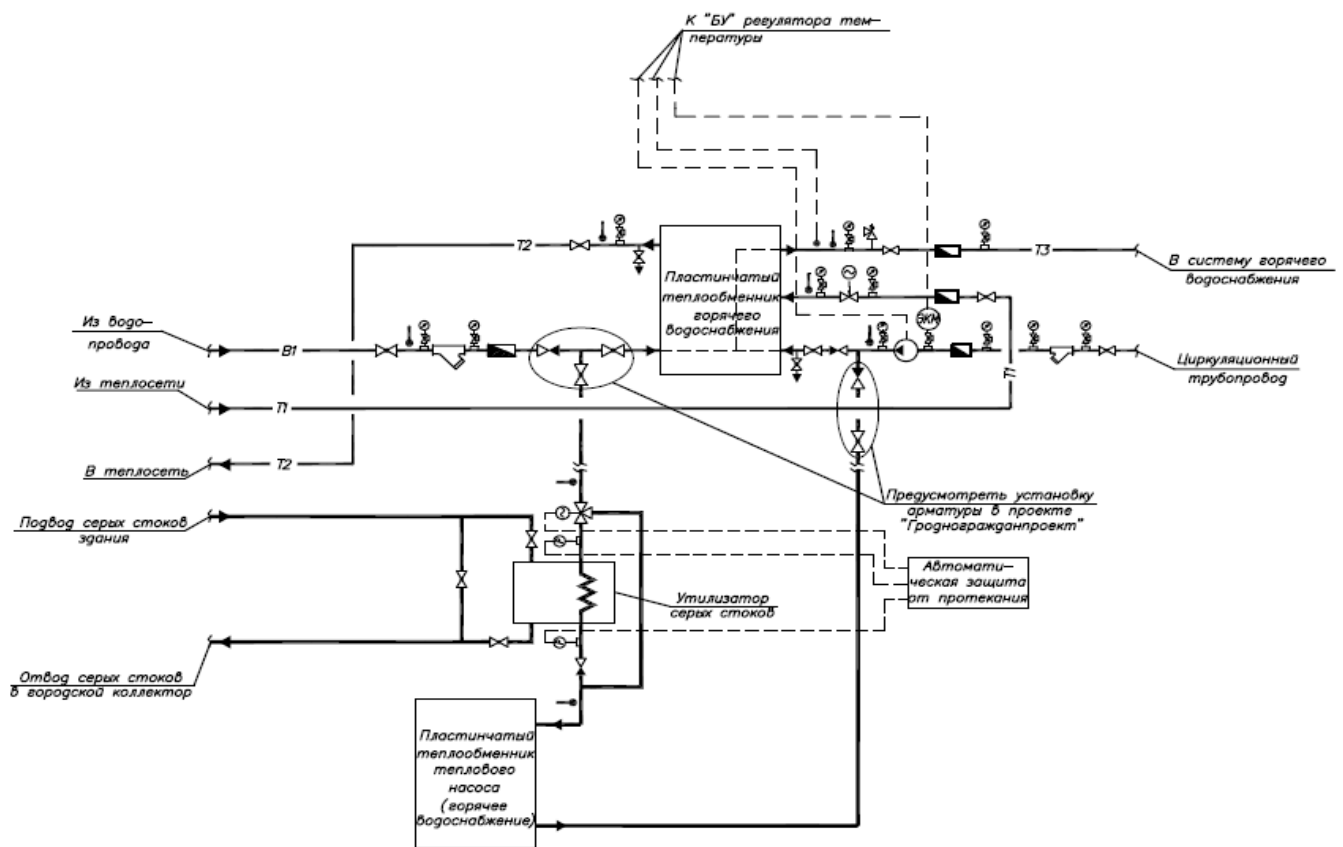 К "БУ" регулятора тем-
пературы
Т2
Пластинчатый
теплообменник
горячего
водоснабжения
Т3
В систему горячего
водоснабжения
ЭКМ
Из водо-
провода
В1
Т1
Циркуляционный
трубопровод
Из теплосети
Т1
В теплосеть
Т2
Предусмотреть установку
арматуры в проекте
"Гродногражданпроект"
Подвод серых стоков
здания
Автомати-
ческая защита
от протекания
Утилизатор
серых стоков
Отвод серых стоков
в городской коллектор
Пластинчатый
теплообменник
теплового
насоса
(горячее
водоснабжение)